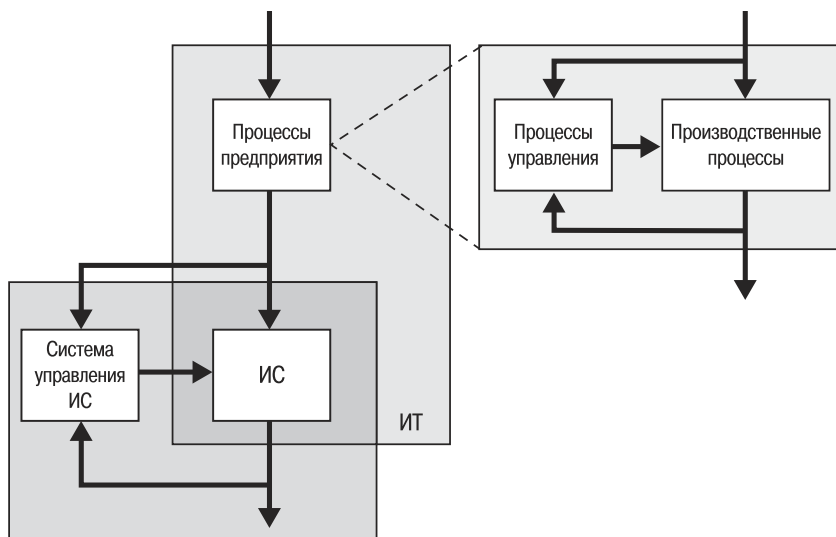 Процессы
предприятия
Процессы
управления
Производственные
процессы
Система
управления
ИС
ИС
ИТ